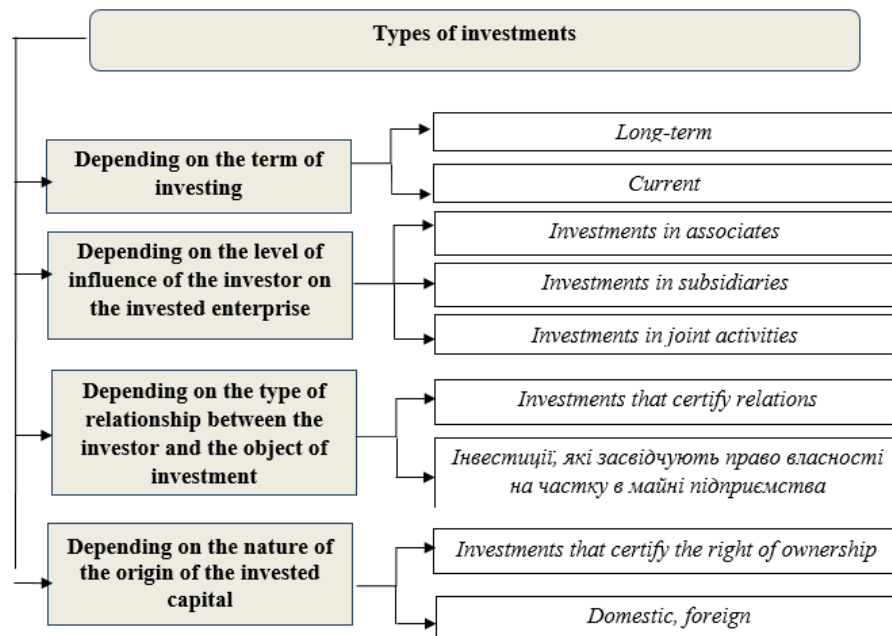 Types of investments
Depending on the term of
investing
Long-term
Current
Depending on the level of
influence of the investor on
the invested enterprise
Investments in associates
Investments in subsidiaries
Investments in joint activities
Depending on the type of
relationship between the
investor and the object of
investment
Investments that certify relations
Інвестиції, які засвідчують право власності
на частку в майні підприємства
Depending on the nature of
the origin of the invested
capital
Investments that certify the right of ownership
Domestic, foreign